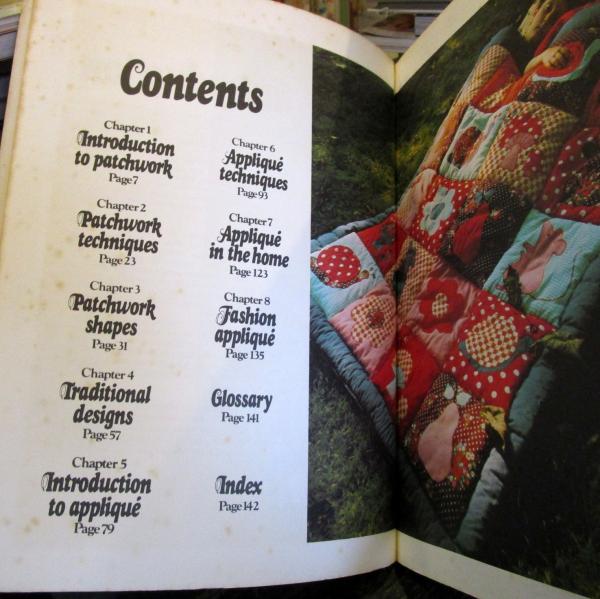 Contents
Chapter 1
Introduction
to patchwork
Page 7
Chapter 2
Patchwork
techniques
Page 23
Chapter 3
Patchwork
shapes
Page 31
Chapter 4
Traditional
designs
Page 57
Chapter 5
Introduction
to appliqué
Page 79
Chapter 6
Appliqué
techniques
Page 93
Chapter 7
Appliqué
in the home
Page 123
Chapter 8
Fashion
appliqué
Page 135
Glossary
Page 141
Index
Page 142